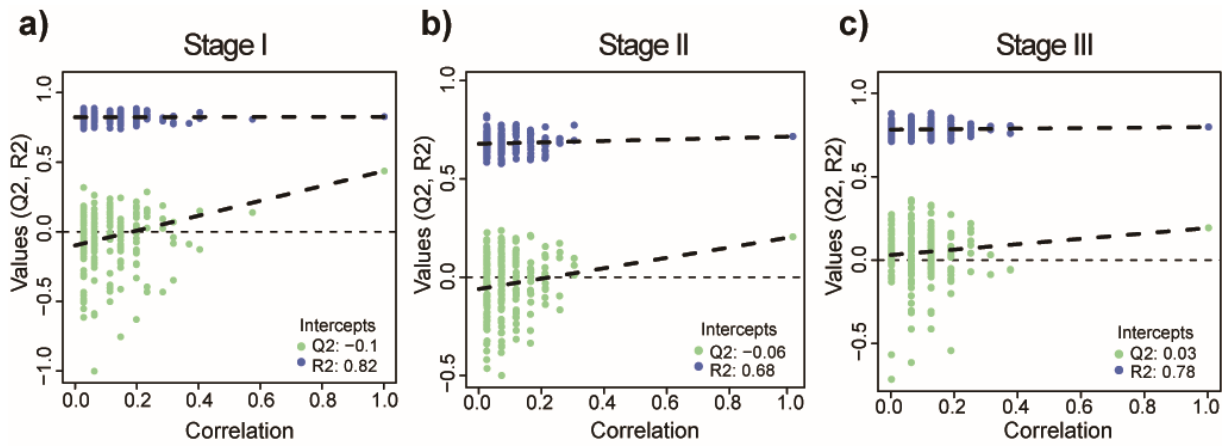 a)
Stage I
Values (Q2, R2)
1.0
0.5
0.0
−0.5
−1.0
Intercepts
Q2: −0.1
R2: 0.82
0.0 0.2 0.4 0.6 0.8 1.0
Correlation
b)
Stage II
Values (Q2, R2)
1.0
0.5
0.0
−0.5
Intercepts
Q2: −0.06
R2: 0.68
0.0 0.2 0.4 0.6 0.8 1.0
Correlation
c)
Stage III
Values (Q2, R2)
1.0
0.5
0.0
−0.5
Intercepts
Q2: 0.03
R2: 0.78
0.0 0.2 0.4 0.6 0.8 1.0
Correlation